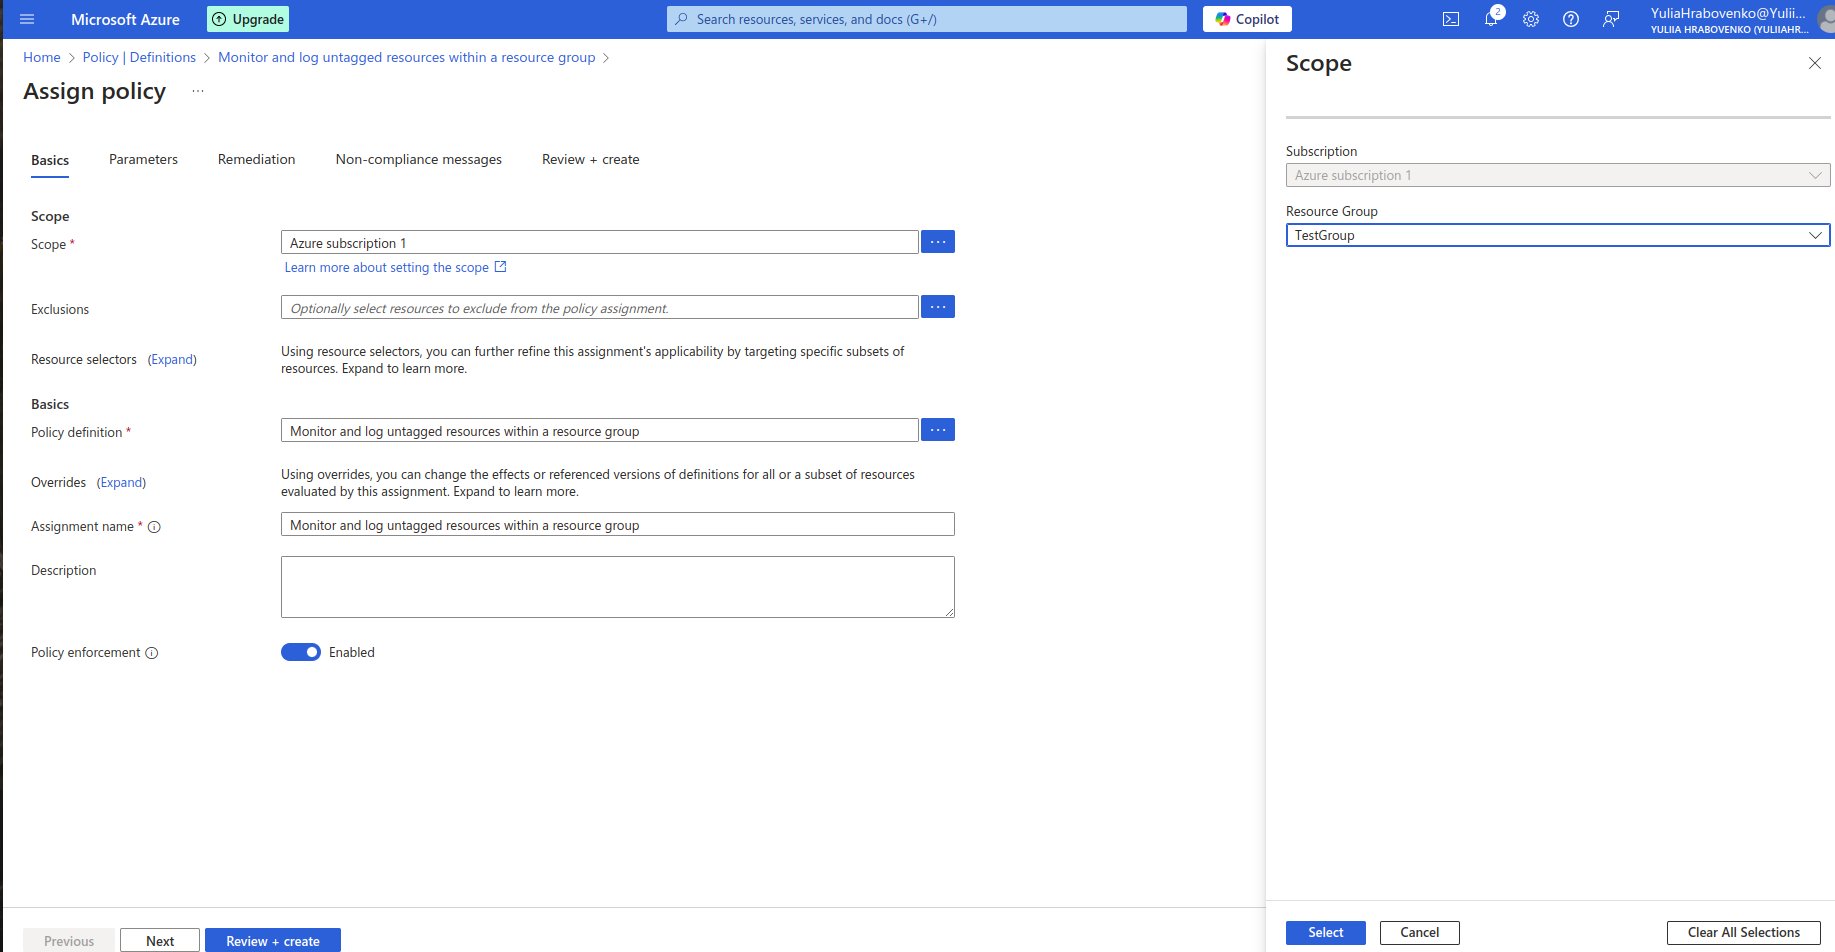 Microsoft Azure
Upgrade
Search resources, services, and docs (G+/)
Copilot
2
YuliaHrabovenko@Yulii...
YULIIA HRABOVENKO (YULIIAHR...
Home > Policy | Definitions > Monitor and log untagged resources within a resource group >
Assign policy ...
Basics
Parameters
Remediation
Non-compliance messages
Review + create
Scope
Scope *
Azure subscription 1
...
Learn more about setting the scope
Exclusions
Optionally select resources to exclude from the policy assignment.
...
Resource selectors (Expand)
Using resource selectors, you can further refine this assignment's applicability by targeting specific subsets of
resources. Expand to learn more.
Basics
Policy definition *
Monitor and log untagged resources within a resource group
...
Overrides (Expand)
Using overrides, you can change the effects or referenced versions of definitions for all or a subset of resources
evaluated by this assignment. Expand to learn more.
Assignment name *
Monitor and log untagged resources within a resource group
Description
Policy enforcement
Enabled
Previous
Next
Review + create
Scope
Subscription
Azure subscription 1
Resource Group
TestGroup
Select
Cancel
Clear All Selections